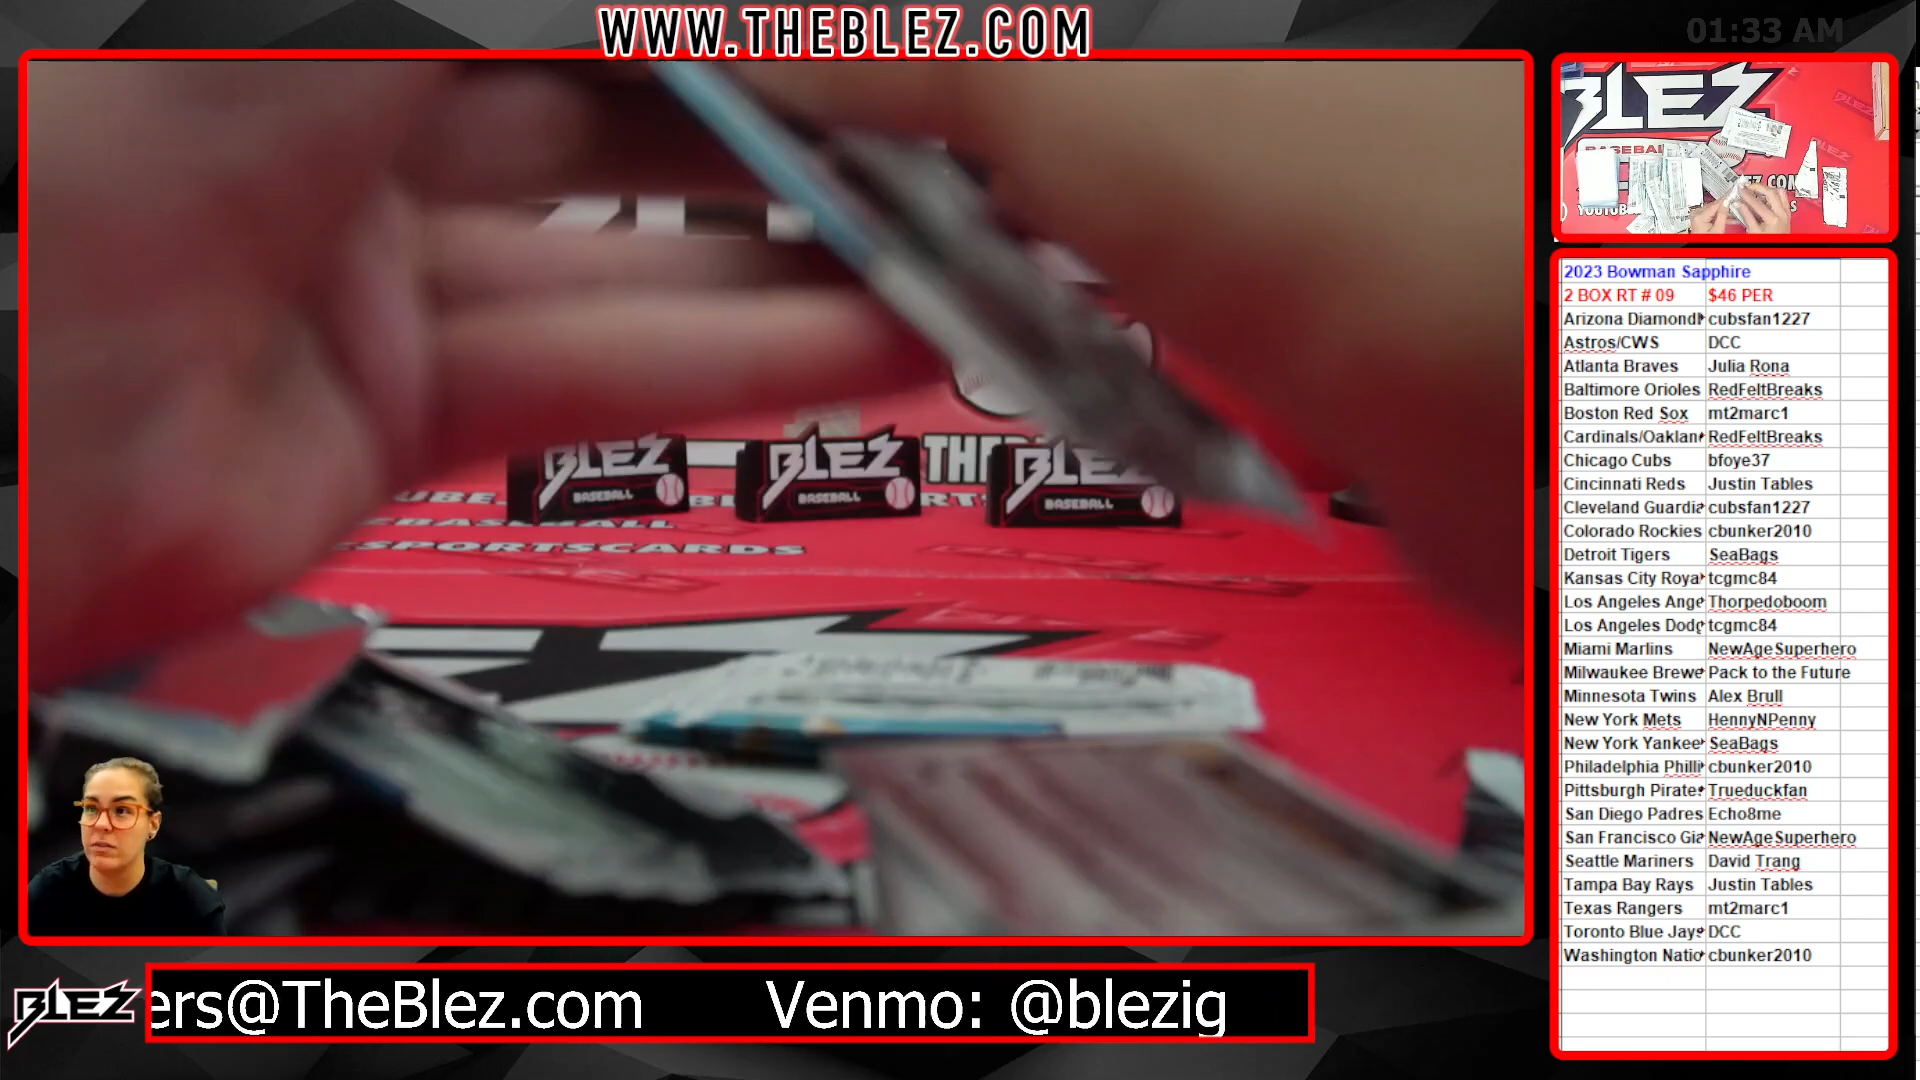 WWW.THEBLEZ.COM
01:33 AM
BLEZ
BASEBALL
BLEZ
BASEBALL
THE
BLEZ
BASEBALL
SPORTSCARDS
BLEZ
2023 Bowman Sapphire
2 BOX RT # 09 $46 PER
Arizona Diamond cubsfan1227
Astros/CWS DCC
Atlanta Braves Julia Rona
Baltimore Orioles RedFeltBreaks
Boston Red Sox mt2marc1
Cardinals/Oaklan RedFeltBreaks
Chicago Cubs bfoye37
Cincinnati Reds Justin Tables
Cleveland Guardia cubsfan1227
Colorado Rockies cbunker2010
Detroit Tigers SeaBags
Kansas City Roya tcgmc84
Los Angeles Ange Thorpedoboom
Los Angeles Dodg tcgmc84
Miami Marlins NewAgeSuperhero
Milwaukee Brewe Pack to the Future
Minnesota Twins Alex Brull
New York Mets HennyNPenny
New York Yankee SeaBags
Philadelphia Philli cbunker2010
Pittsburgh Pirate Trueduckfan
San Diego Padres Echo8me
San Francisco Gia NewAgeSuperhero
Seattle Mariners David Trang
Tampa Bay Rays Justin Tables
Texas Rangers mt2marc1
Toronto Blue Jays DCC
Washington Natio cbunker2010
BLEZ
ers@TheBlez.com Venmo: @blezig